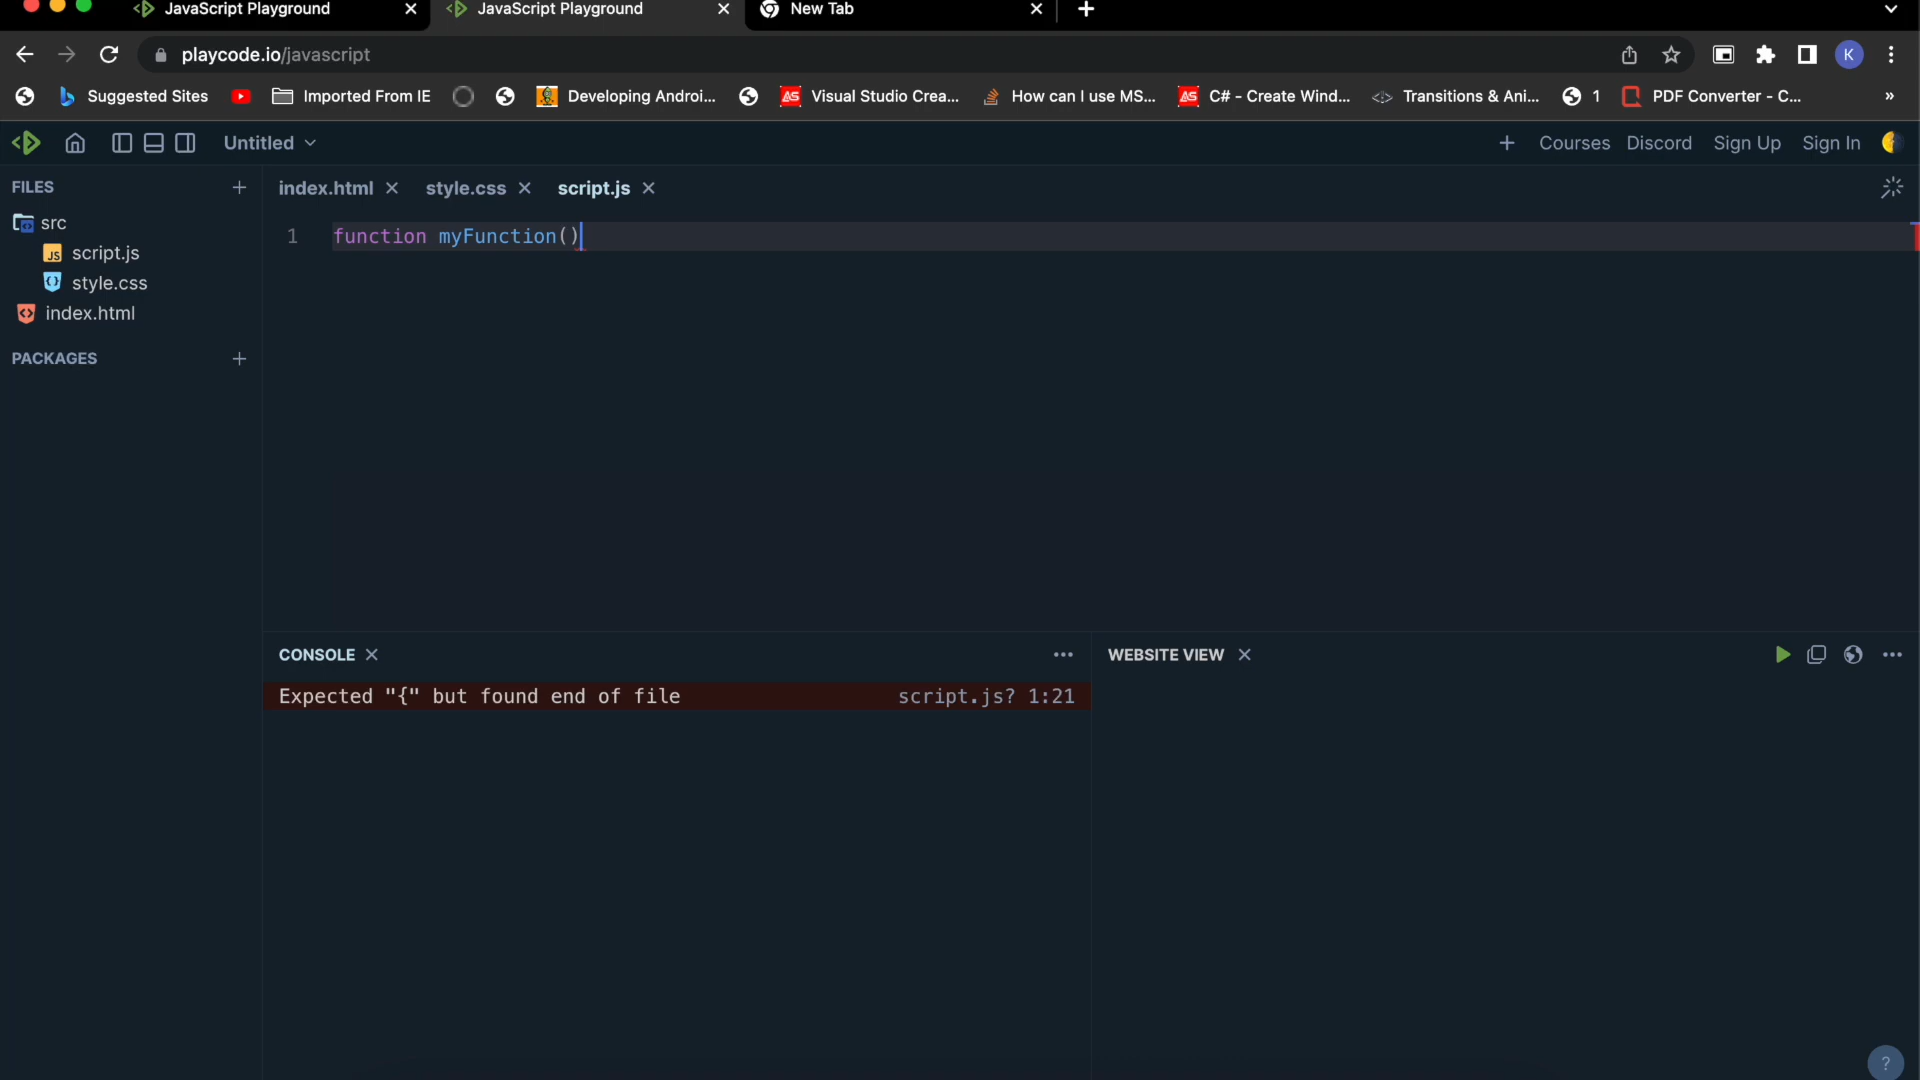 JavaScript Playground
JavaScript Playground
New Tab
playcode.io/javascript
K
Suggested Sites
Imported From IE
Developing Androi...
Visual Studio Crea...
How can I use MS...
C# - Create Wind...
Transitions & Ani...
1
PDF Converter - C...
»
Untitled
Courses
Discord
Sign Up
Sign In
FILES
index.html
style.css
script.js
src
1
function myFunction()
JS
script.js
style.css
index.html
PACKAGES
CONSOLE
WEBSITE VIEW
Expected "{" but found end of file
script.js? 1:21
?